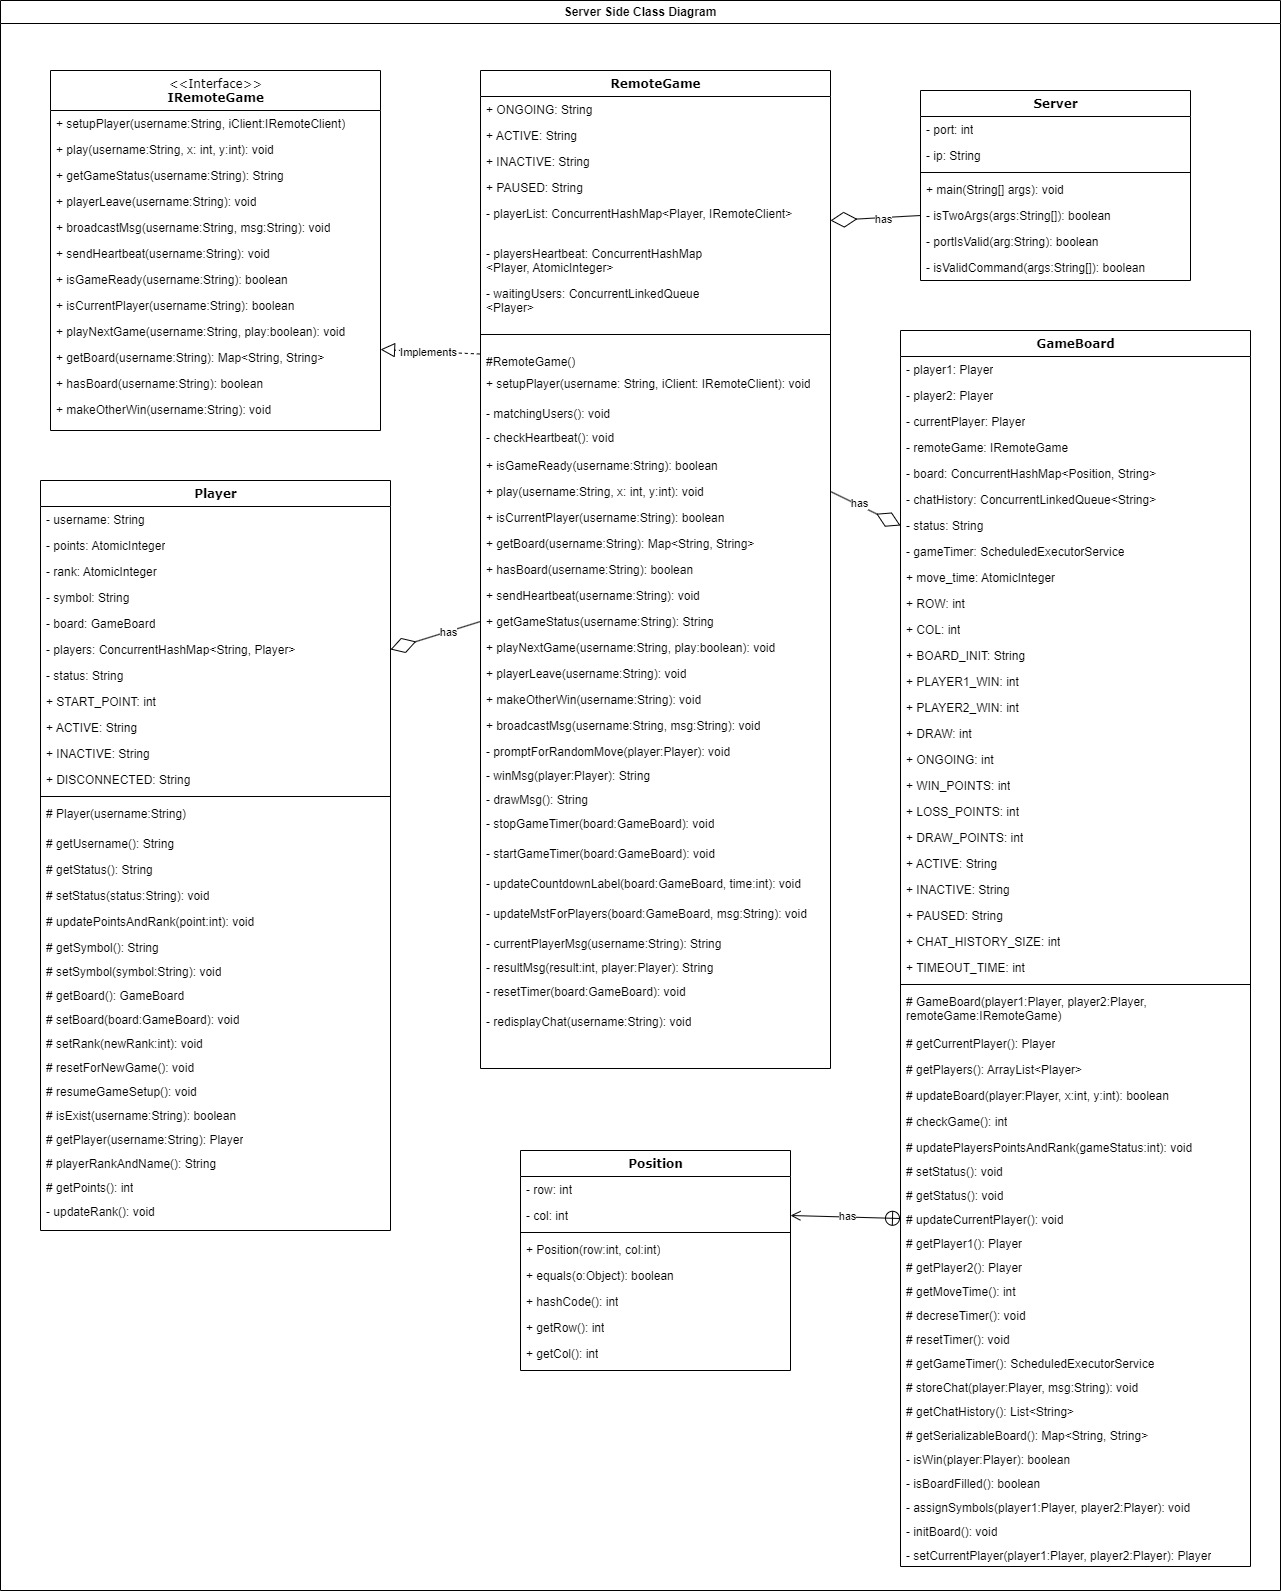 Server Side Class Diagram
<<Interface>>
IRemoteGame
+ setupPlayer(username:String, iClient:IRemoteClient)
+ play(username:String, x: int, y:int): void
+ getGameStatus(username:String): String
+ playerLeave(username:String): void
+ broadcastMsg(username:String, msg:String): void
+ sendHeartbeat(username:String): void
+ isGameReady(username:String): boolean
+ isCurrentPlayer(username:String): boolean
+ playNextGame(username:String, play:boolean): void
+ getBoard(username:String): Map<String, String>
+ hasBoard(username:String): boolean
+ makeOtherWin(username:String): void
Implements
Player
- username: String
- points: AtomicInteger
- rank: AtomicInteger
- symbol: String
- board: GameBoard
- players: ConcurrentHashMap<String, Player>
- status: String
+ START_POINT: int
+ ACTIVE: String
+ INACTIVE: String
+ DISCONNECTED: String
# Player(username:String)
# getUsername(): String
# getStatus(): String
# setStatus(status:String): void
# updatePointsAndRank(point:int): void
# getSymbol(): String
# setSymbol(symbol:String): void
# getBoard(): GameBoard
# setBoard(board:GameBoard): void
# setRank(newRank:int): void
# resetForNewGame(): void
# resumeGameSetup(): void
# isExist(username:String): boolean
# getPlayer(username:String): Player
# playerRankAndName(): String
# getPoints(): int
- updateRank(): void
has
RemoteGame
+ ONGOING: String
+ ACTIVE: String
+ INACTIVE: String
+ PAUSED: String
- playerList: ConcurrentHashMap<Player, IRemoteClient>
- playersHeartbeat: ConcurrentHashMap
<Player, AtomicInteger>
- waitingUsers: ConcurrentLinkedQueue
<Player>
#RemoteGame()
+ setupPlayer(username: String, iClient: IRemoteClient): void
- matchingUsers(): void
- checkHeartbeat(): void
+ isGameReady(username:String): boolean
+ play(username:String, x: int, y:int): void
+ isCurrentPlayer(username:String): boolean
+ getBoard(username:String): Map<String, String>
+ hasBoard(username:String): boolean
+ sendHeartbeat(username:String): void
+ getGameStatus(username:String): String
+ playNextGame(username:String, play:boolean): void
+ playerLeave(username:String): void
+ makeOtherWin(username:String): void
+ broadcastMsg(username:String, msg:String): void
- promptForRandomMove(player:Player): void
- winMsg(player:Player): String
- drawMsg(): String
- stopGameTimer(board:GameBoard): void
- startGameTimer(board:GameBoard): void
- updateCountdownLabel(board:GameBoard, time:int): void
- updateMstForPlayers(board:GameBoard, msg:String): void
- currentPlayerMsg(username:String): String
- resultMsg(result:int, player:Player): String
- resetTimer(board:GameBoard): void
- redisplayChat(username:String): void
has
Server
- port: int
- ip: String
+ main(String[] args): void
- isTwoArgs(args:String[]): boolean
- portIsValid(arg:String): boolean
- isValidCommand(args:String[]): boolean
has
GameBoard
- player1: Player
- player2: Player
- currentPlayer: Player
- remoteGame: IRemoteGame
- board: ConcurrentHashMap<Position, String>
- chatHistory: ConcurrentLinkedQueue<String>
- status: String
- gameTimer: ScheduledExecutorService
+ move_time: AtomicInteger
+ ROW: int
+ COL: int
+ BOARD_INIT: String
+ PLAYER1_WIN: int
+ PLAYER2_WIN: int
+ DRAW: int
+ ONGOING: int
+ WIN_POINTS: int
+ LOSS_POINTS: int
+ DRAW_POINTS: int
+ ACTIVE: String
+ INACTIVE: String
+ PAUSED: String
+ CHAT_HISTORY_SIZE: int
+ TIMEOUT_TIME: int
# GameBoard(player1:Player, player2:Player,
remoteGame:IRemoteGame)
# getCurrentPlayer(): Player
# getPlayers(): ArrayList<Player>
# updateBoard(player:Player, x:int, y:int): boolean
# checkGame(): int
# updatePlayersPointsAndRank(gameStatus:int): void
# setStatus(): void
# getStatus(): void
# updateCurrentPlayer(): void
# getPlayer1(): Player
# getPlayer2(): Player
# getMoveTime(): int
# decreseTimer(): void
# resetTimer(): void
# getGameTimer(): ScheduledExecutorService
# storeChat(player:Player, msg:String): void
# getChatHistory(): List<String>
# getSerializableBoard(): Map<String, String>
- isWin(player:Player): boolean
- isBoardFilled(): boolean
- assignSymbols(player1:Player, player2:Player): void
- initBoard(): void
- setCurrentPlayer(player1:Player, player2:Player): Player
Position
- row: int
- col: int
+ Position(row:int, col:int)
+ equals(o:Object): boolean
+ hashCode(): int
+ getRow(): int
+ getCol(): int
has